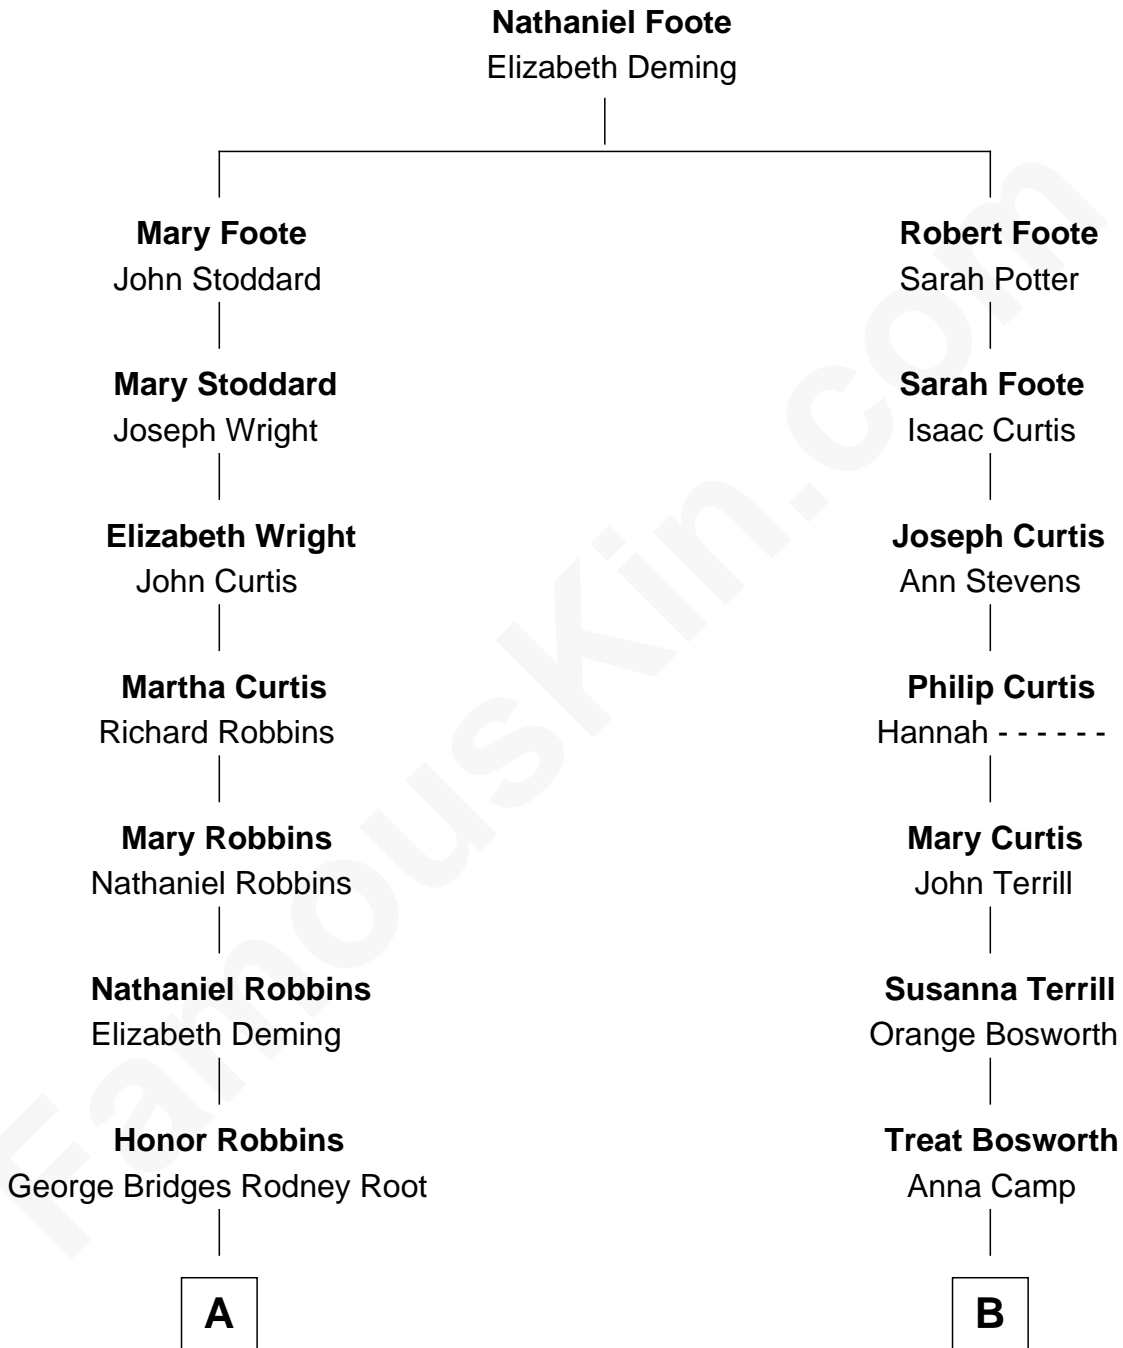 Nathaniel Foote
Elizabeth Deming
Mary Foote
John Stoddard
Robert Foote
Sarah Potter
Mary Stoddard
Joseph Wright
Sarah Foote
Isaac Curtis
Elizabeth Wright
John Curtis
Joseph Curtis
Ann Stevens
Martha Curtis
Richard Robbins
Philip Curtis
Hannah - - - - - -
Mary Robbins
Nathaniel Robbins
Mary Curtis
John Terrill
Nathaniel Robbins
Elizabeth Deming
Susanna Terrill
Orange Bosworth
Honor Robbins
George Bridges Rodney Root
Treat Bosworth
Anna Camp
A
B
FamousKin.com